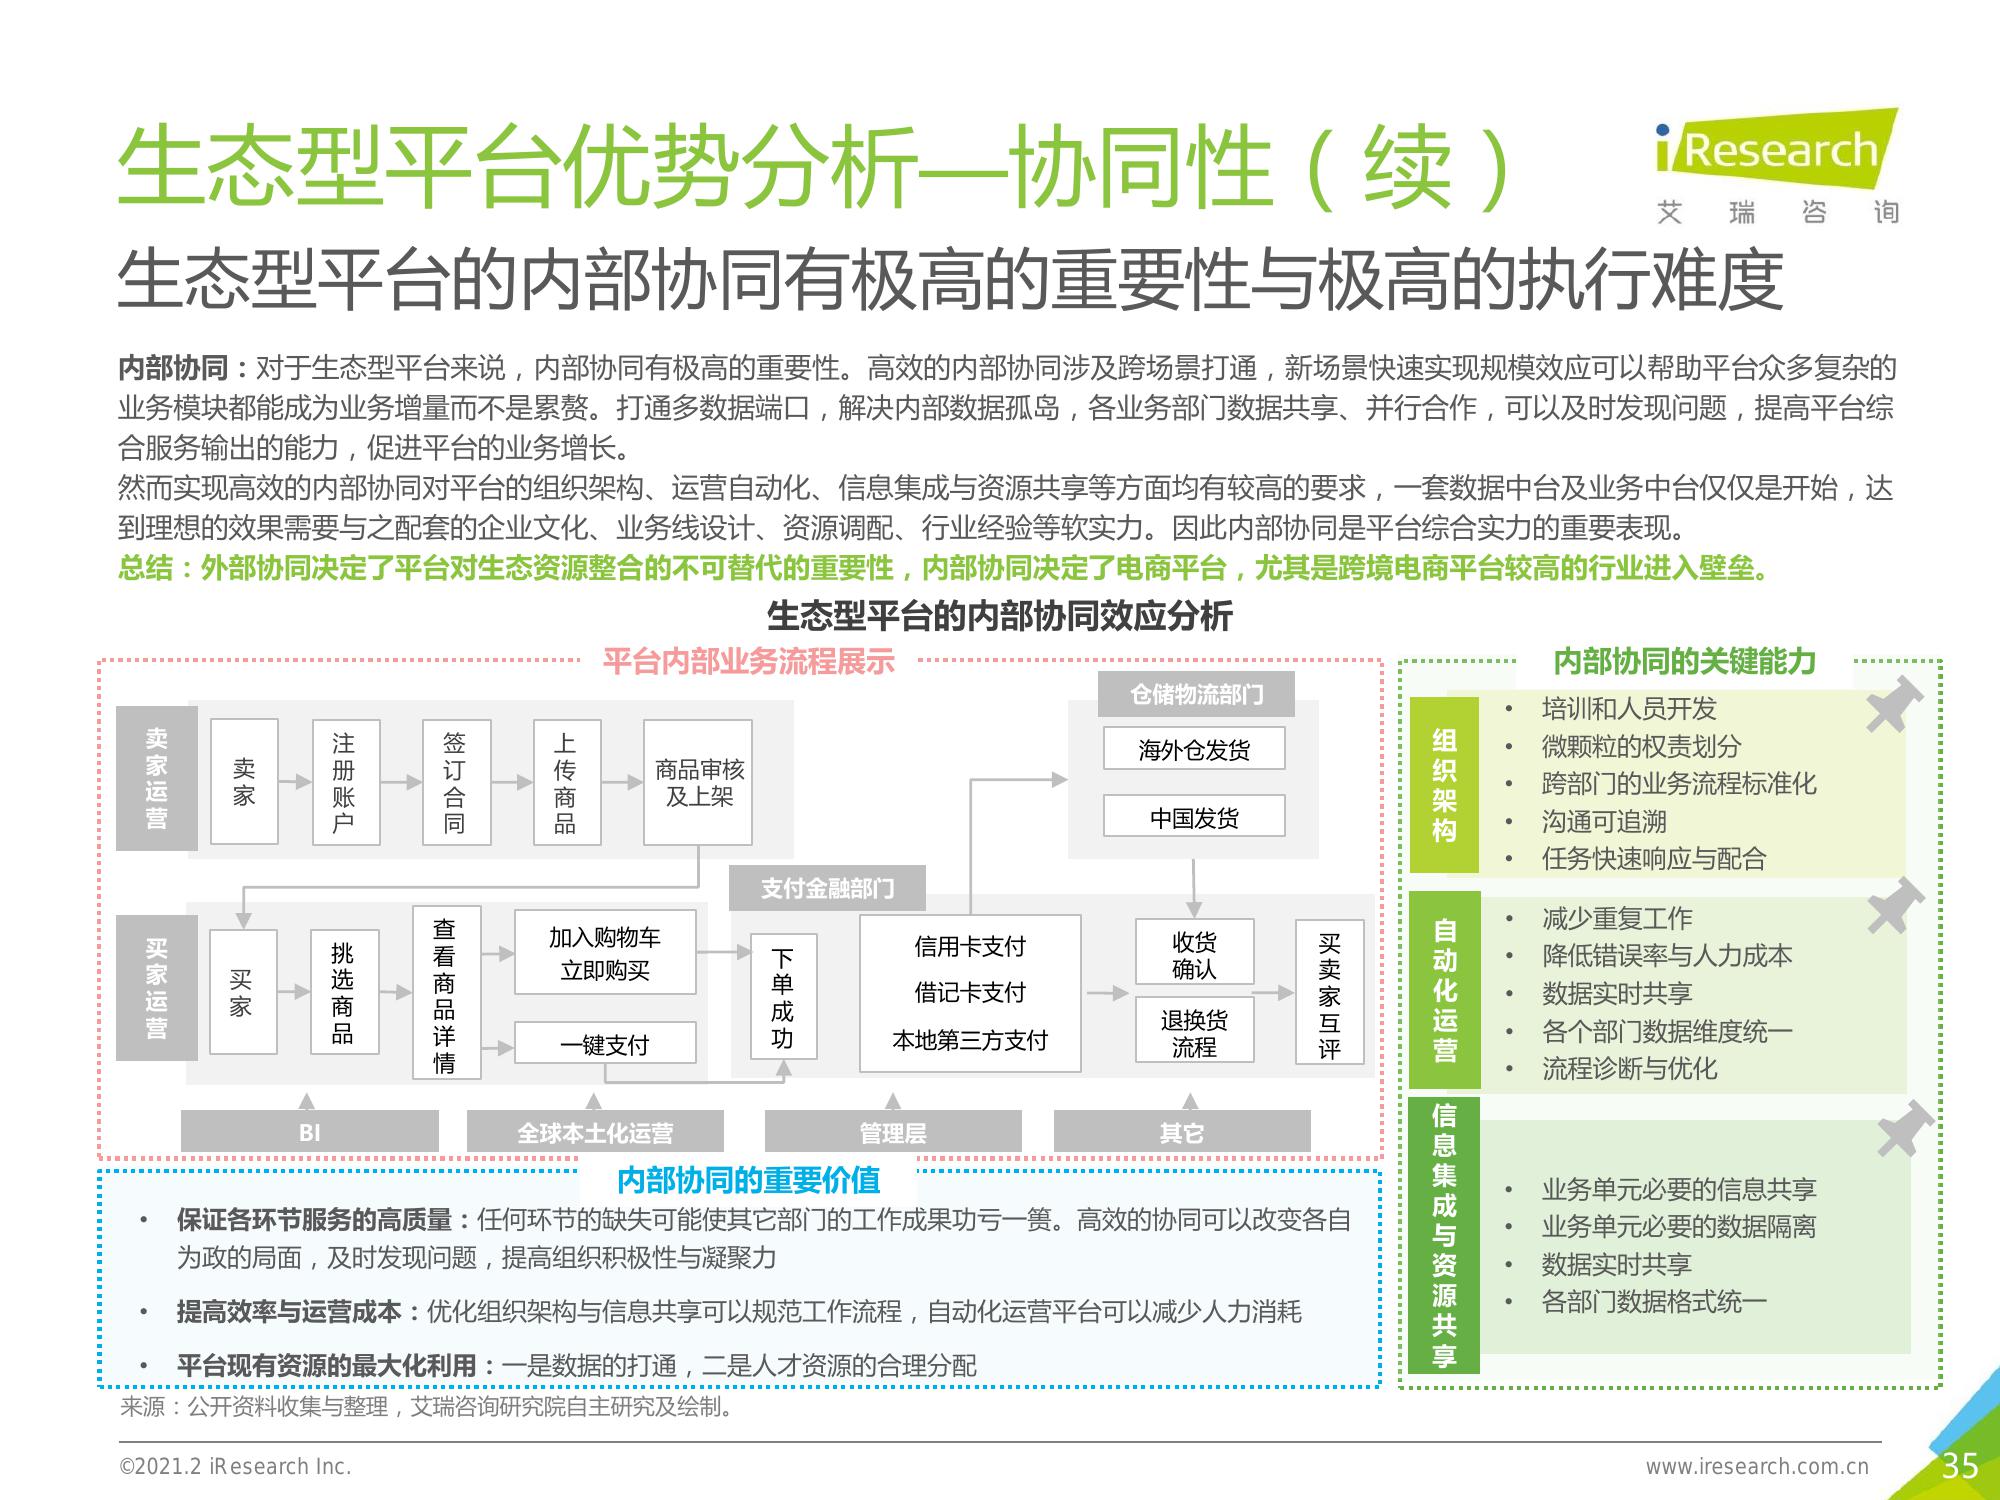 生态型平台优势分析—协同性（续）
iResearch
艾 瑞 咨 询
生态型平台的内部协同有极高的重要性与极高的执行难度
内部协同：对于生态型平台来说，内部协同有极高的重要性。高效的内部协同涉及跨场景打通，新场景快速实现规模效应可以帮助平台众多复杂的
业务模块都能成为业务增量而不是累赘。打通多数据端口，解决内部数据孤岛，各业务部门数据共享、并行合作，可以及时发现问题，提高平台综
合服务输出的能力，促进平台的业务增长。
然而实现高效的内部协同对平台的组织架构、运营自动化、信息集成与资源共享等方面均有较高的要求，一套数据中台及业务中台仅仅是开始，达
到理想的效果需要与之配套的企业文化、业务线设计、资源调配、行业经验等软实力。因此内部协同是平台综合实力的重要表现。
总结：外部协同决定了平台对生态资源整合的不可替代的重要性，内部协同决定了电商平台，尤其是跨境电商平台较高的行业进入壁垒。
生态型平台的内部协同效应分析
平台内部业务流程展示
卖家运营
卖家
注册账户
签订合同
上传商品
商品审核
及上架
仓储物流部门
海外仓发货
中国发货
支付金融部门
买家运营
买家
挑选商品
查看商品详情
加入购物车
立即购买
一键支付
下单成功
信用卡支付
借记卡支付
本地第三方支付
收货
确认
退换货
流程
买卖家互评
BI
全球本土化运营
管理层
其它
内部协同的重要价值
• 保证各环节服务的高质量：任何环节的缺失可能使其它部门的工作成果功亏一篑。高效的协同可以改变各自
为政的局面，及时发现问题，提高组织积极性与凝聚力
• 提高效率与运营成本：优化组织架构与信息共享可以规范工作流程，自动化运营平台可以减少人力消耗
• 平台现有资源的最大化利用：一是数据的打通，二是人才资源的合理分配
内部协同的关键能力
组织架构
• 培训和人员开发
• 微颗粒的权责划分
• 跨部门的业务流程标准化
• 沟通可追溯
• 任务快速响应与配合
自动化运营
• 减少重复工作
• 降低错误率与人力成本
• 数据实时共享
• 各个部门数据维度统一
• 流程诊断与优化
信息集成与资源共享
• 业务单元必要的信息共享
• 业务单元必要的数据隔离
• 数据实时共享
• 各部门数据格式统一
来源：公开资料收集与整理，艾瑞咨询研究院自主研究及绘制。
©2021.2 iResearch Inc.
www.iresearch.com.cn
35